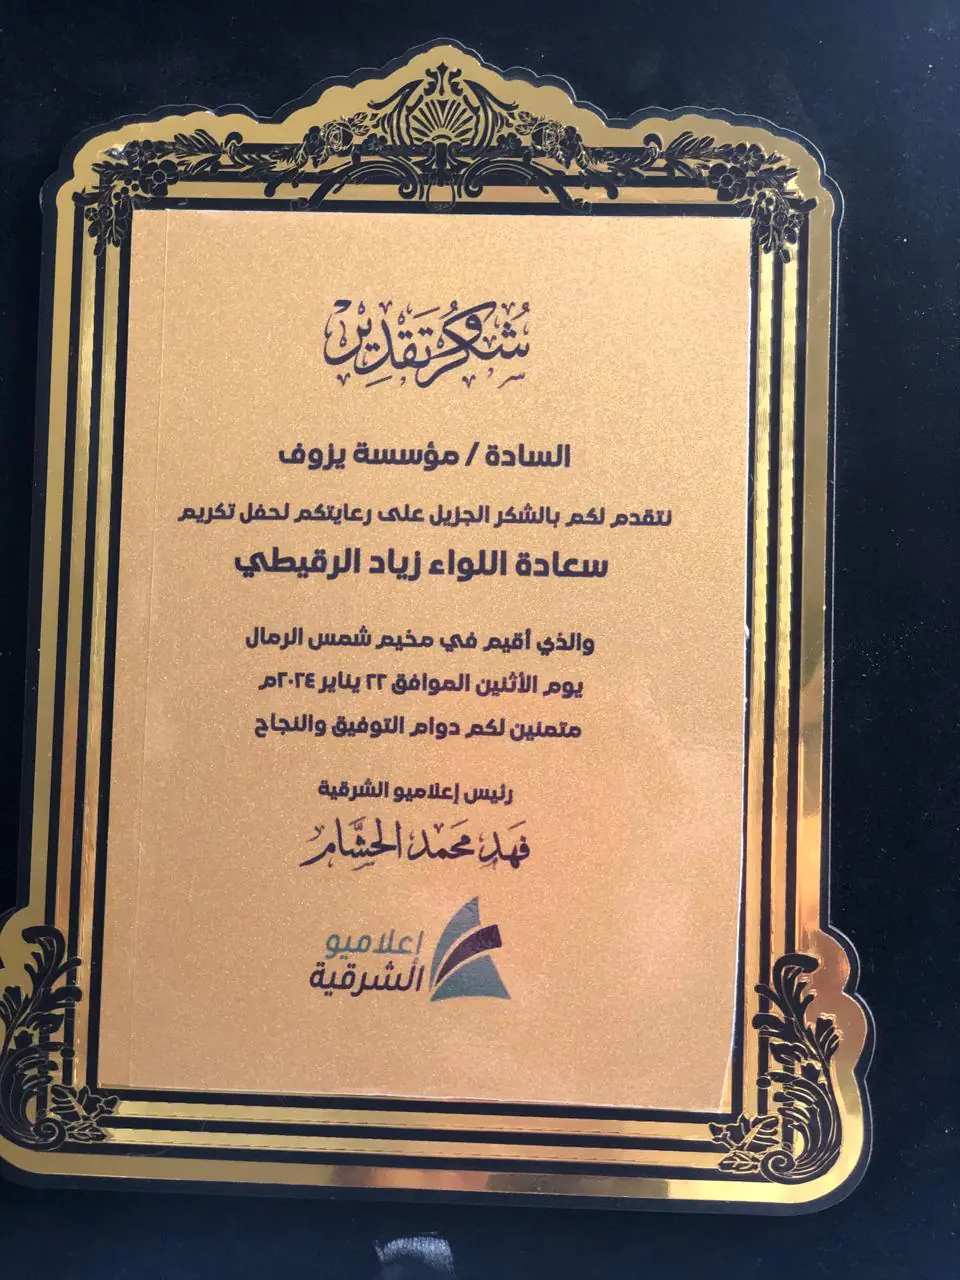 شكر وتقدير
السادة / مؤسسة يزوف
نتقدم لكم بالشكر الجزيل على رعايتكم لحفل تكريم
سعادة اللواء زياد الرقيطي
والذي أقيم في مخيم شمس الرمال
يوم الأثنين الموافق ٢٢ يناير ٢٠٢٤م
متمنين لكم دوام التوفيق والنجاح
رئيس إعلاميو الشرقية
فهد محمد الحشَّام
إعلاميو
الشرقية